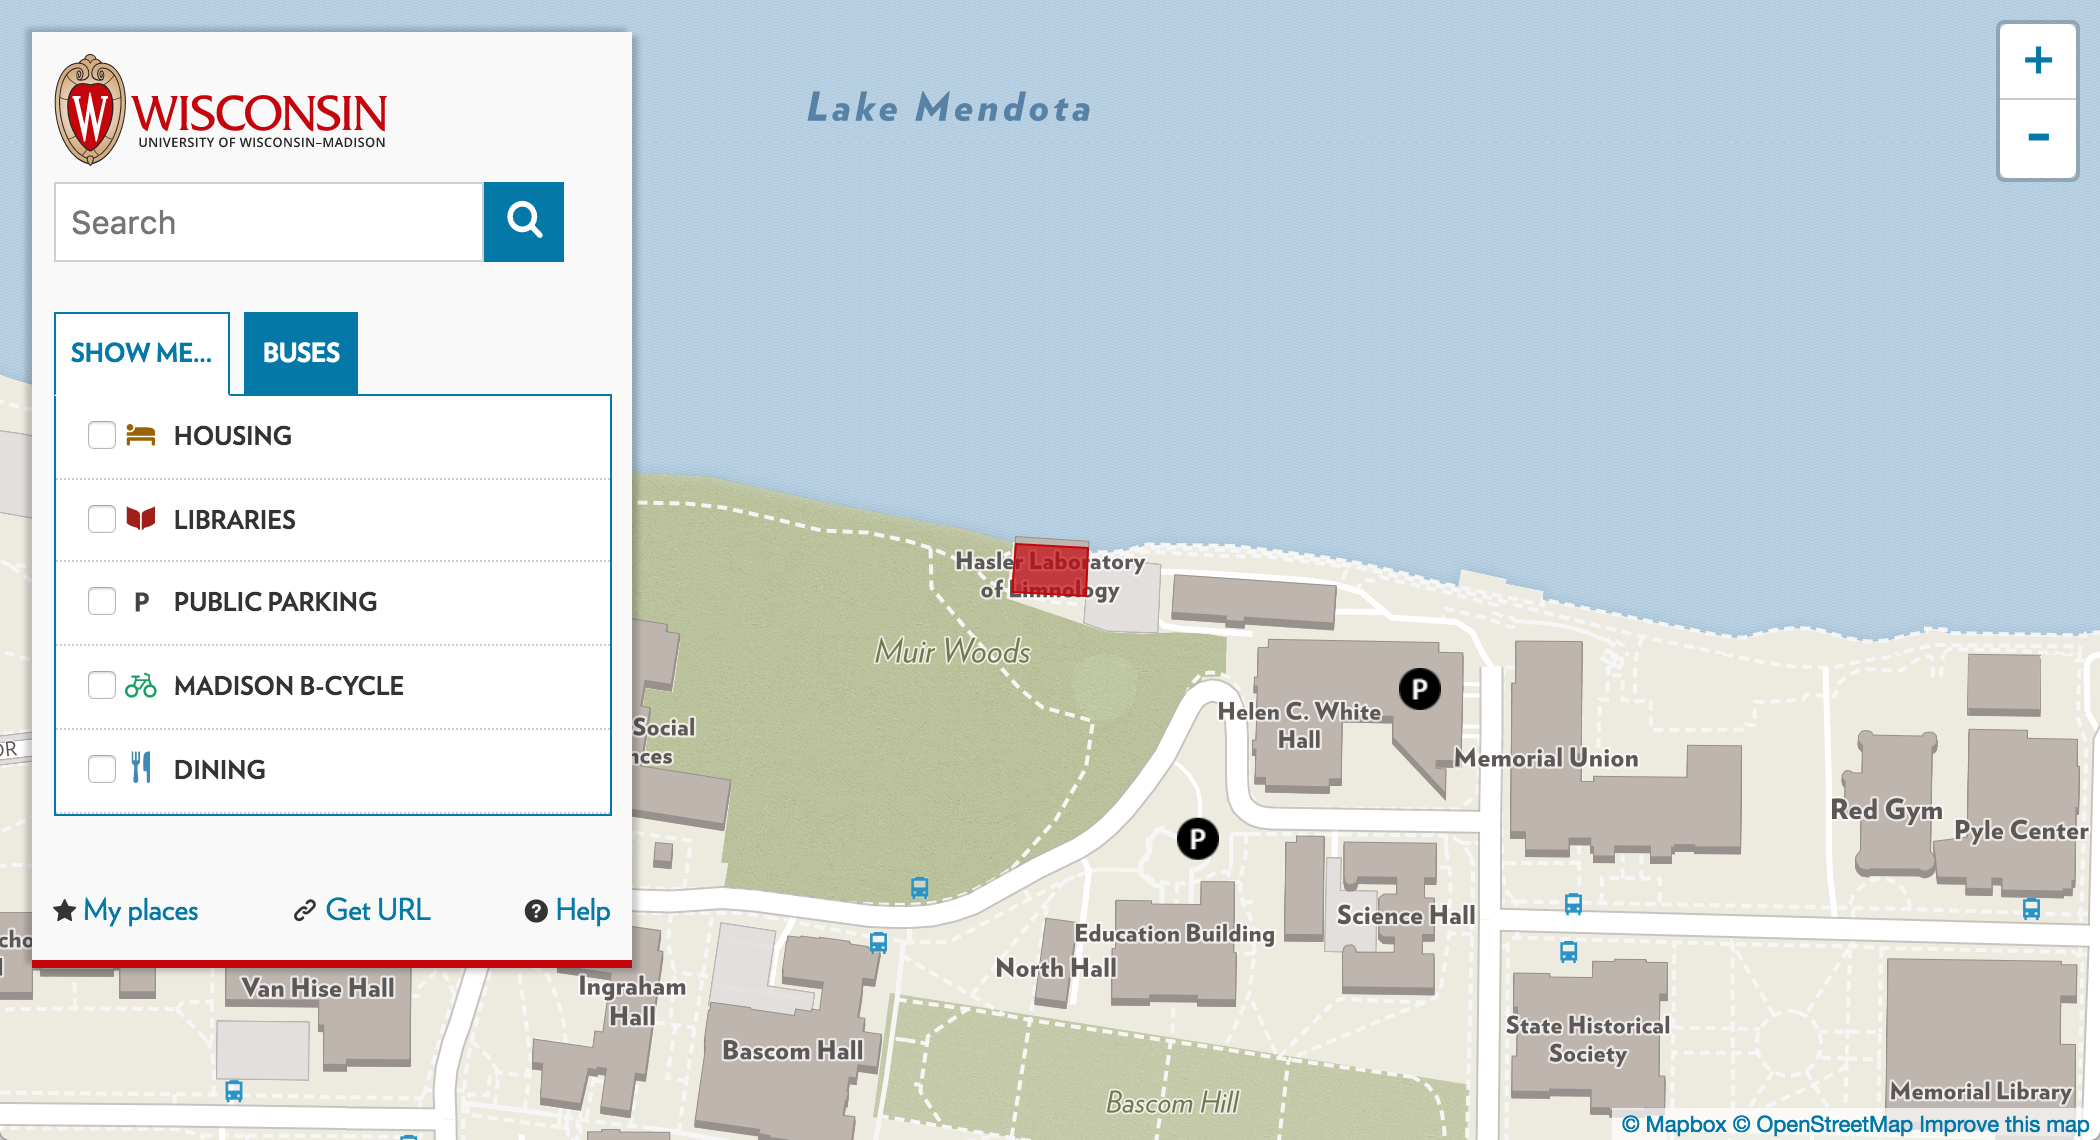 WISCONSIN
UNIVERSITY OF WISCONSIN–MADISON
Search
SHOW ME...
BUSES
HOUSING
LIBRARIES
P PUBLIC PARKING
MADISON B-CYCLE
DINING
My places
Get URL
Help
Lake Mendota
+
-
Hasler Laboratory
of Limnology
Muir Woods
Social
nces
Helen C. White
Hall
P
Memorial Union
Red Gym
Pyle Center
P
Science Hall
Education Building
North Hall
Van Hise Hall
Ingraham
Hall
Bascom Hall
State Historical
Society
Bascom Hill
Memorial Library
© Mapbox © OpenStreetMap Improve this map